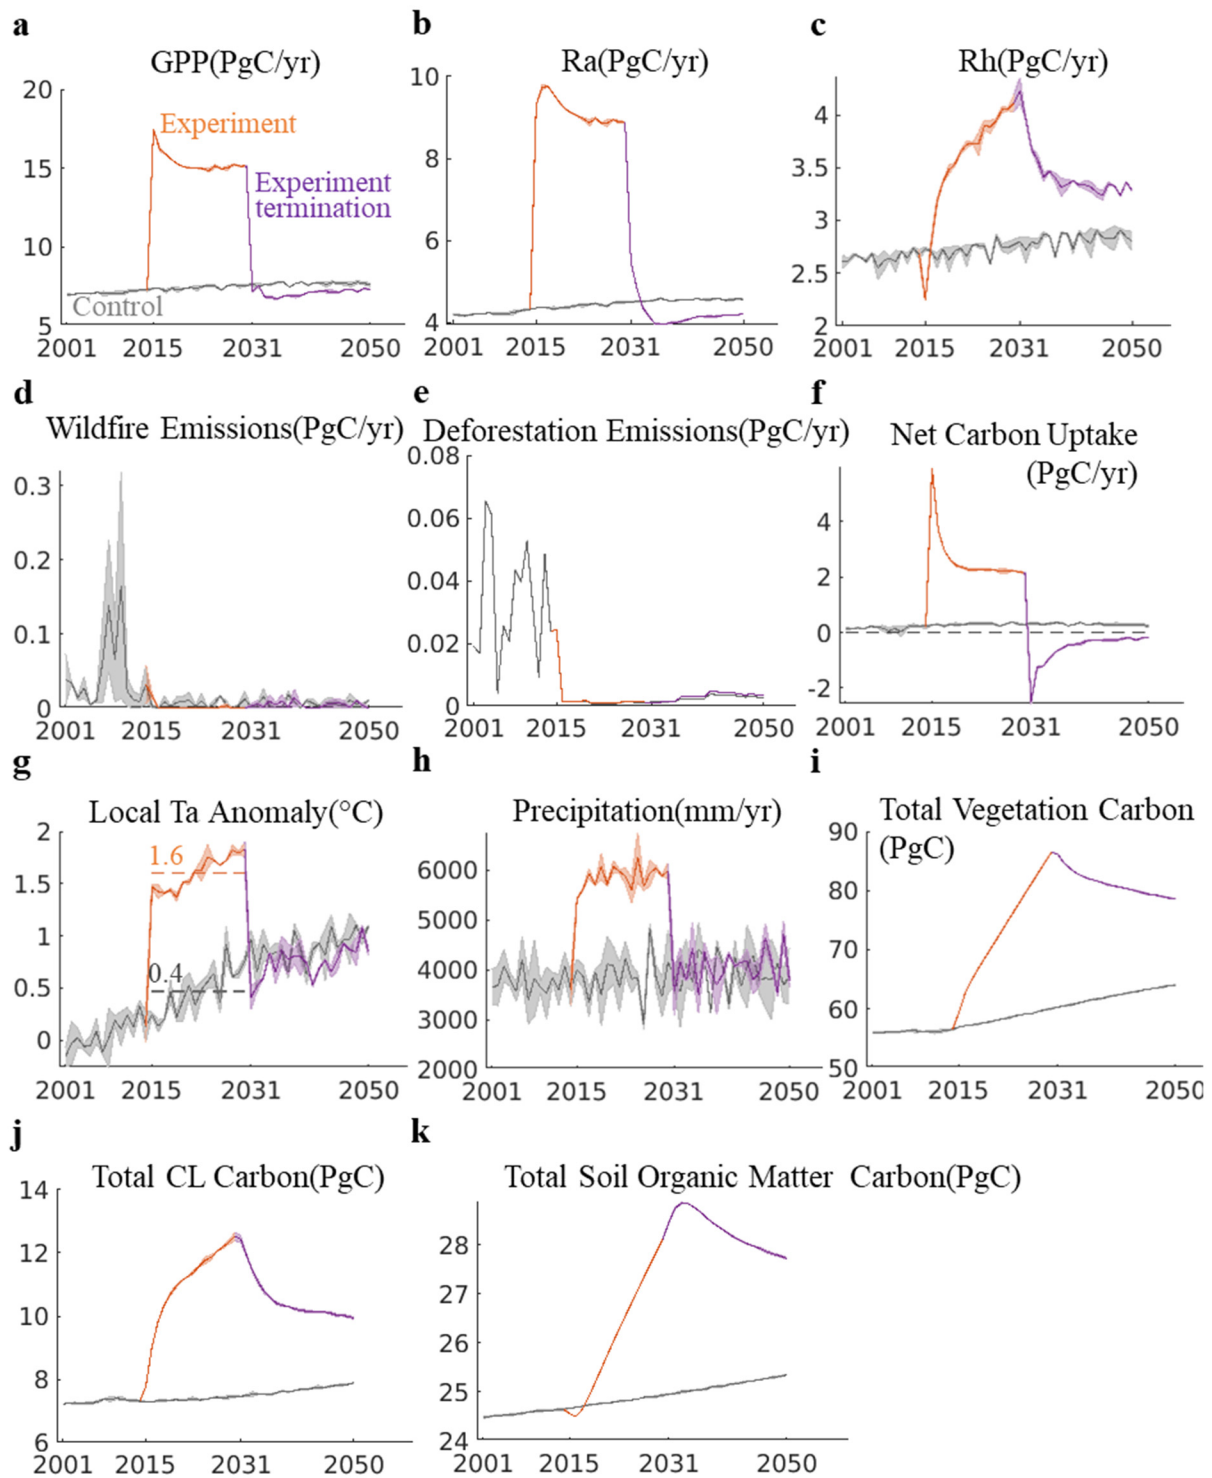 a
GPP(PgC/yr)
20
15
10
5
Experiment
Experiment
termination
Control
2001 2015 2031 2050
b
Ra(PgC/yr)
10
8
6
4
2001 2015 2031 2050
c
Rh(PgC/yr)
4
3.5
3
2.5
2
2001 2015 2031 2050
d
Wildfire Emissions(PgC/yr)
0.3
0.2
0.1
0
2001 2015 2031 2050
e
Deforestation Emissions(PgC/yr)
0.08
0.06
0.04
0.02
0
2001 2015 2031 2050
f
Net Carbon Uptake
(PgC/yr)
4
2
0
-2
2001 2015 2031 2050
g
Local Ta Anomaly(°C)
2
1.5
1
0.5
0
1.6
0.4
2001 2015 2031 2050
h
Precipitation(mm/yr)
6000
5000
4000
3000
2000
2001 2015 2031 2050
i
Total Vegetation Carbon
(PgC)
90
80
70
60
50
2001 2015 2031 2050
j
Total CL Carbon(PgC)
14
12
10
8
6
2001 2015 2031 2050
k
Total Soil Organic Matter Carbon(PgC)
28
27
26
25
24
2001 2015 2031 2050